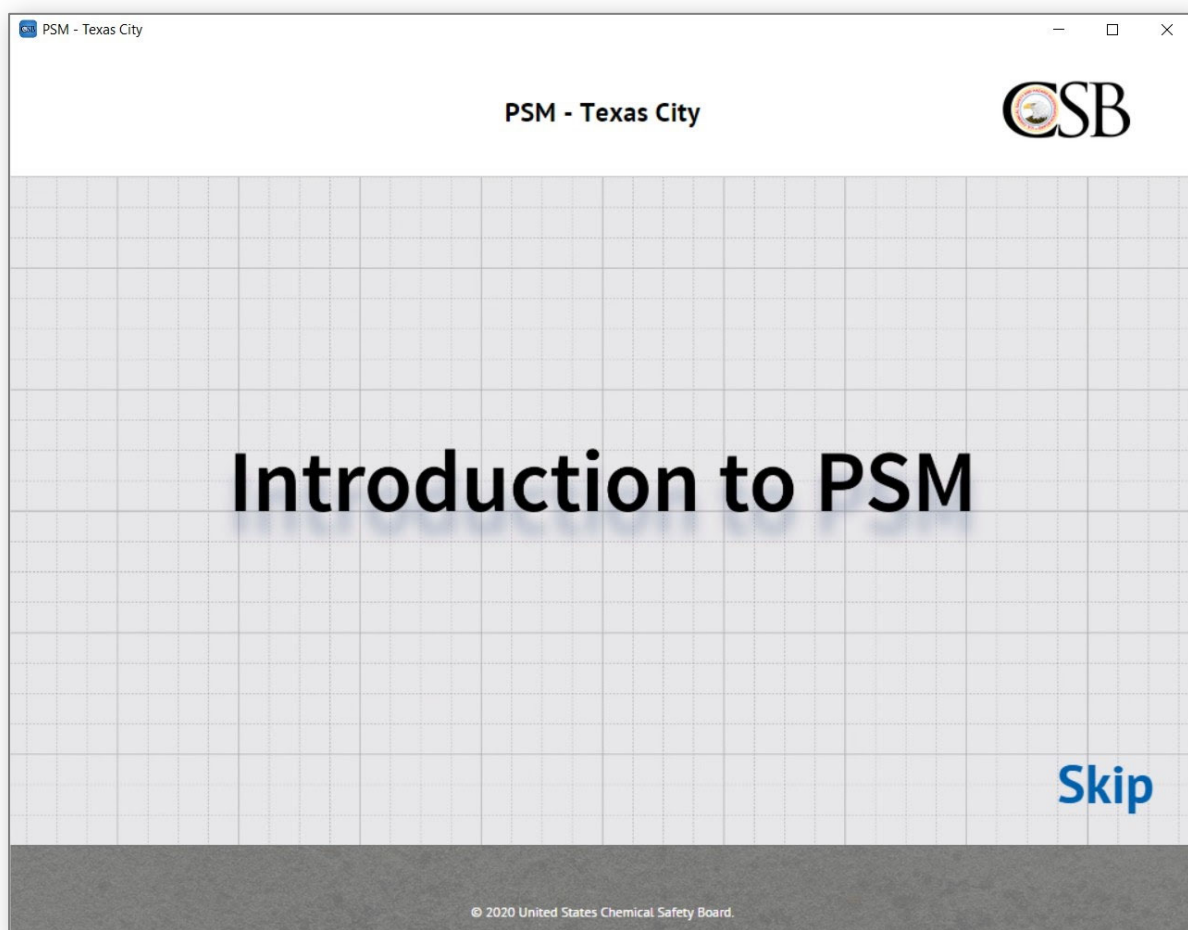 PSM - Texas City
PSM - Texas City
CSB
Introduction to PSM
Skip
© 2020 United States Chemical Safety Board.